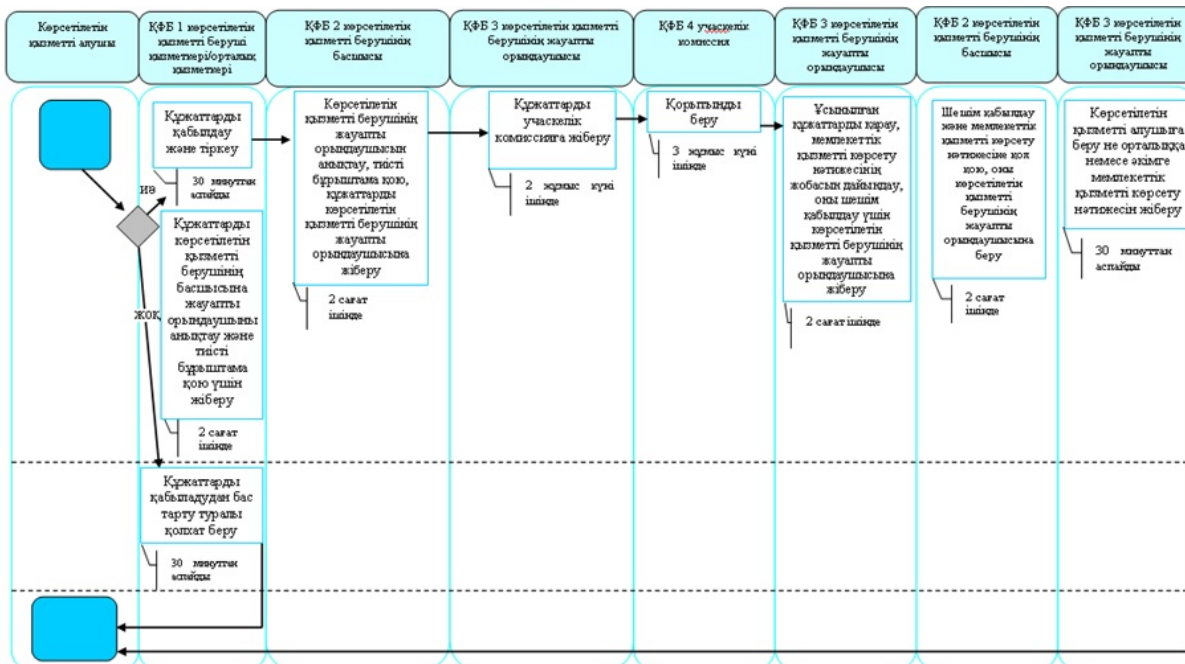 Көрсетілетін
қызметті алушы
ҚФБ 1 көрсетілетін
қызметті беруші
қызметкері/орталық
қызметкері
ҚФБ 2 көрсетілетін
қызметті берушінің
басшысы
ҚФБ 3 көрсетілетін қызметті
берушінің жауапты
орындаушысы
ҚФБ 4 учаскелік
комиссия
ҚФБ 3 көрсетілетін
қызметті берушінің
жауапты
орындаушысы
ҚФБ 2 көрсетілетін
қызметті берушінің
басшысы
ҚФБ 3 көрсетілетін
қызметті берушінің
жауапты
орындаушысы
иә
жоқ
Құжаттарды
қабылдау
және тіркеу
30 минуттан
аспайды
Құжаттарды
көрсетілетін
қызметті
берушінің
басшысына
жауапты
орындаушыны
анықтау және
тиісті
бұрыштама
қою үшін
жіберу
2 сағат
ішінде
Құжаттарды
қабыладудан бас
тарту туралы
қолхат беру
30 минуттан
аспайды
Көрсетілетін
қызметті берушінің
жауапты
орындаушысын
анықтау, тиісті
бұрыштама қою,
құжаттарды
көрсетілетін
қызметті берушінің
жауапты
орындаушысына
жіберу
2 сағат
ішінде
Құжаттарды
учаскелік
комиссияға жіберу
2 жұмыс күні
ішінде
Қорытынды
беру
3 жұмыс күні
ішінде
Ұсынылған
құжаттарды қарау,
мемлекеттік
қызметті көрсету
нәтижесінің
жобасын дайындау,
оны шешім
қабылдау үшін
көрсетілетін
қызметті берушінің
жауапты
орындаушысына
жіберу
2 сағат ішінде
Шешім қабылдау
және мемлекеттік
қызметті көрсету
нәтижесіне қол
қою, оны
көрсетілетін қызметті
берушінің
жауапты
орындаушысына
беру
2 сағат
ішінде
Көрсетілетін
қызметті алушыға
беру не орталыққа
немесе әкімге
мемлекеттік
қызметті көрсету
нәтижесін жіберу
30 минуттан
аспайды